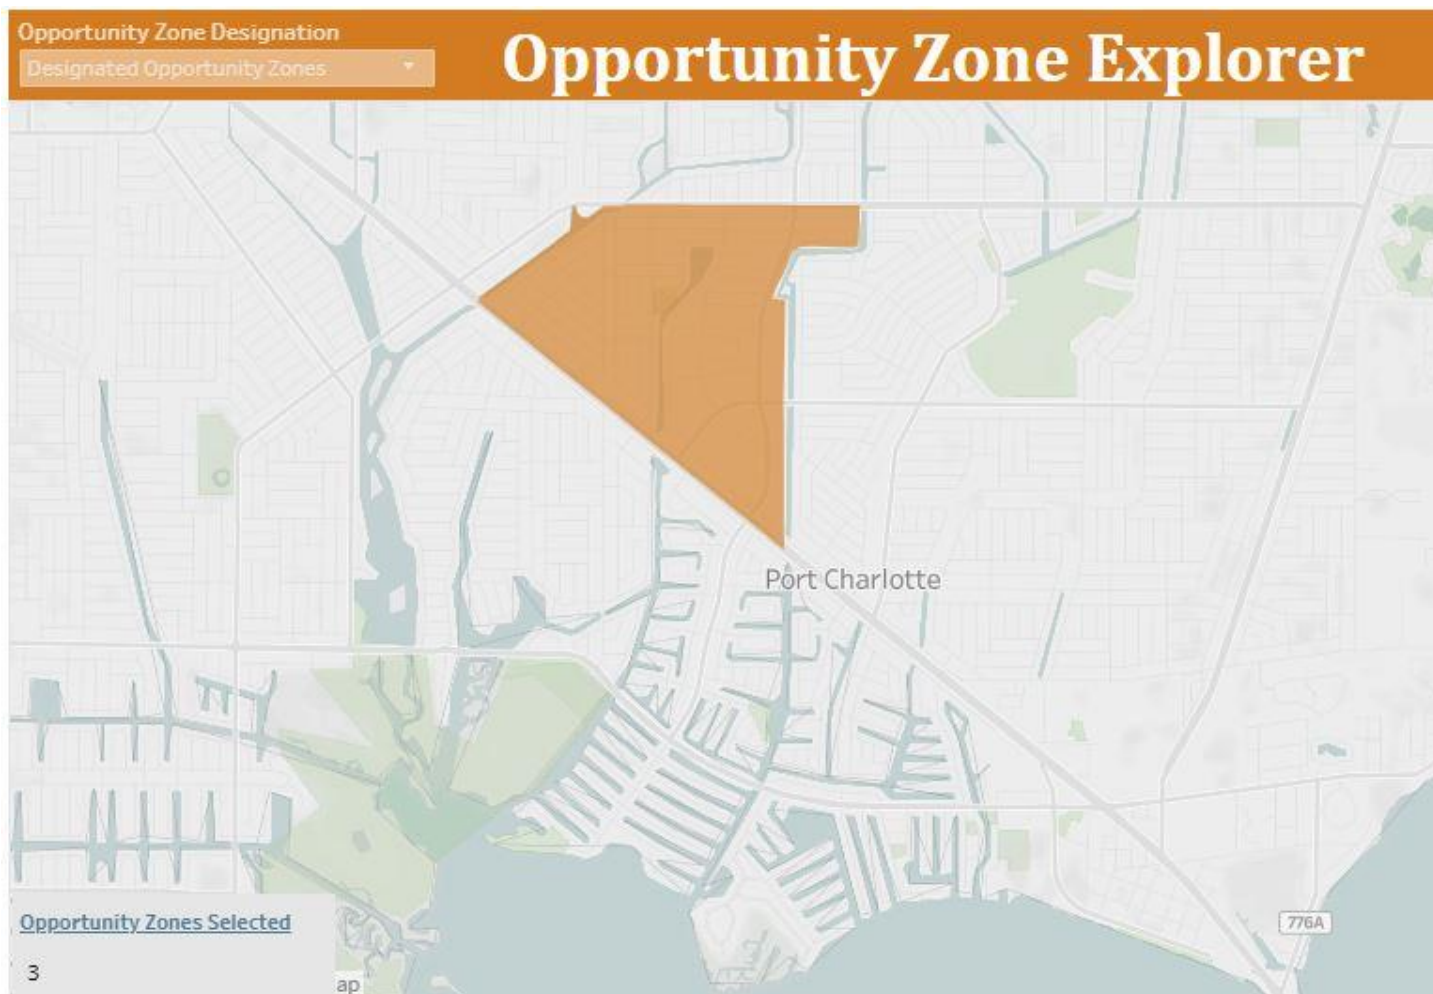 Opportunity Zone Designation
Designated Opportunity Zones
Opportunity Zone Explorer
Port Charlotte
776A
Opportunity Zones Selected
3
ap